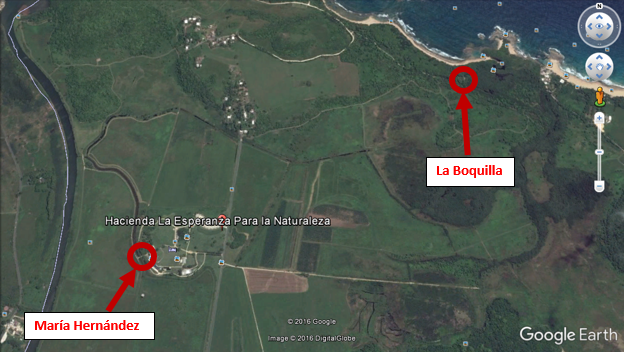 N
La Boquilla
Hacienda La Esperanza Para la Naturaleza
María Hernández
© 2016 Google
Image © 2016 DigitalGlobe
Google Earth